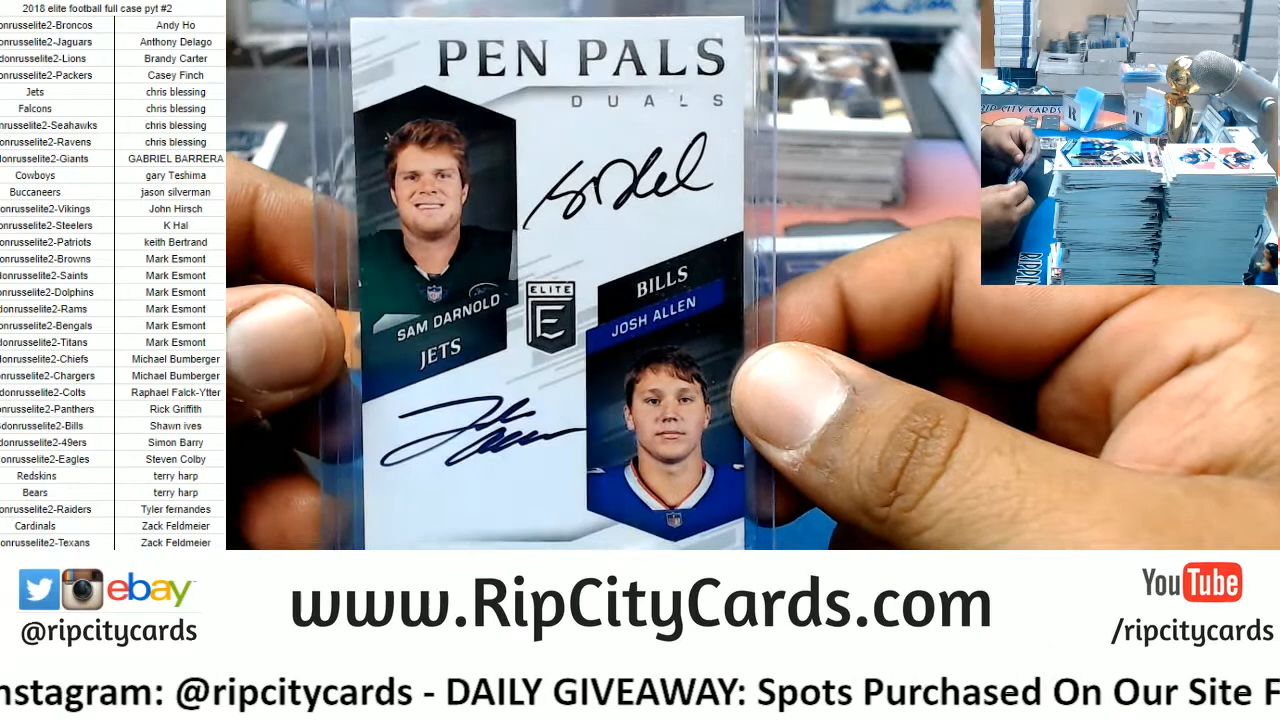 2018 elite football full case pyt #2
onrusselite2-Broncos Andy Ho
onrusselite2-Jaguars Anthony Delago
donrusselite2-Lions Brandy Carter
onrusselite2-Packers Casey Finch
Jets chris blessing
Falcons chris blessing
nrusselite2-Seahawks chris blessing
onrusselite2-Ravens chris blessing
donrusselite2-Giants GABRIEL BARRERA
Cowboys gary Teshima
Buccaneers jason silverman
onrusselite2-Vikings John Hirsch
onrusselite2-Steelers K Hal
onrusselite2-Patriots keith Bertrand
onrusselite2-Browns Mark Esmont
donrusselite2-Saints Mark Esmont
onrusselite2-Dolphins Mark Esmont
donrusselite2-Rams Mark Esmont
onrusselite2-Bengals Mark Esmont
donrusselite2-Titans Mark Esmont
onrusselite2-Chiefs Michael Bumberger
onrusselite2-Chargers Michael Bumberger
donrusselite2-Colts Raphael Falck-Ytter
onrusselite2-Panthers Rick Griffith
donrusselite2-Bills Shawn ives
donrusselite2-49ers Simon Barry
onrusselite2-Eagles Steven Colby
Redskins terry harp
Bears terry harp
onrusselite2-Raiders Tyler fernandes
Cardinals Zack Feldmeier
onrusselite2-Texans Zack Feldmeier
PEN PALS
DUALS
SAM DARNOLD
JETS
ELITE
E
BILLS
JOSH ALLEN
RIP CITY CARDS
R T
ebay
@ripcitycards
www.RipCityCards.com
YouTube
/ripcitycards
nstagram: @ripcitycards - DAILY GIVEAWAY: Spots Purchased On Our Site F